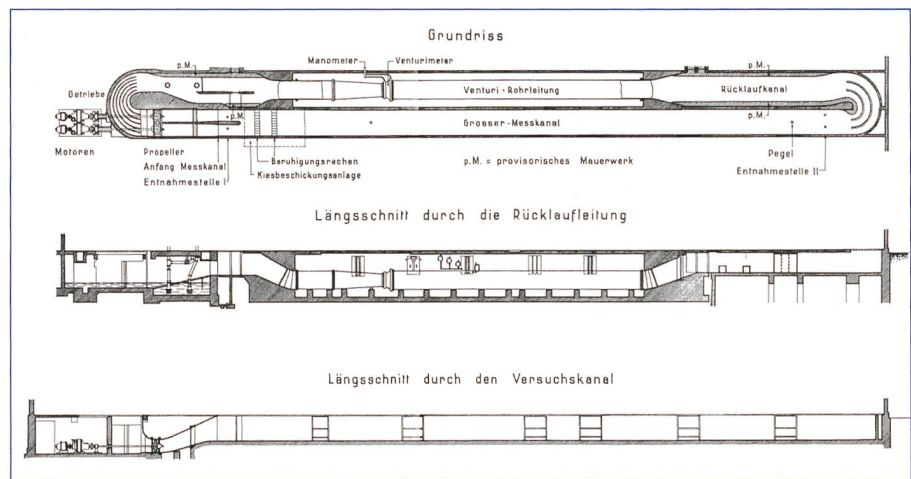 Grundriss
Manometer
Venturimeter
p.M.
p.M.
Getriebe
Venturi - Rohrleitung
Rücklaufkanal
p.M.
p.M.
Grosser - Messkanal
Motoren
Propeller
Anfang Messkanal
Entnahmestelle I
Beruhigungsrechen
Kiesbeschickungsanlage
p.M. = provisorisches Mauerwerk
Pegel
Entnahmestelle II
Längsschnitt durch die Rücklaufleitung
Längsschnitt durch den Versuchskanal